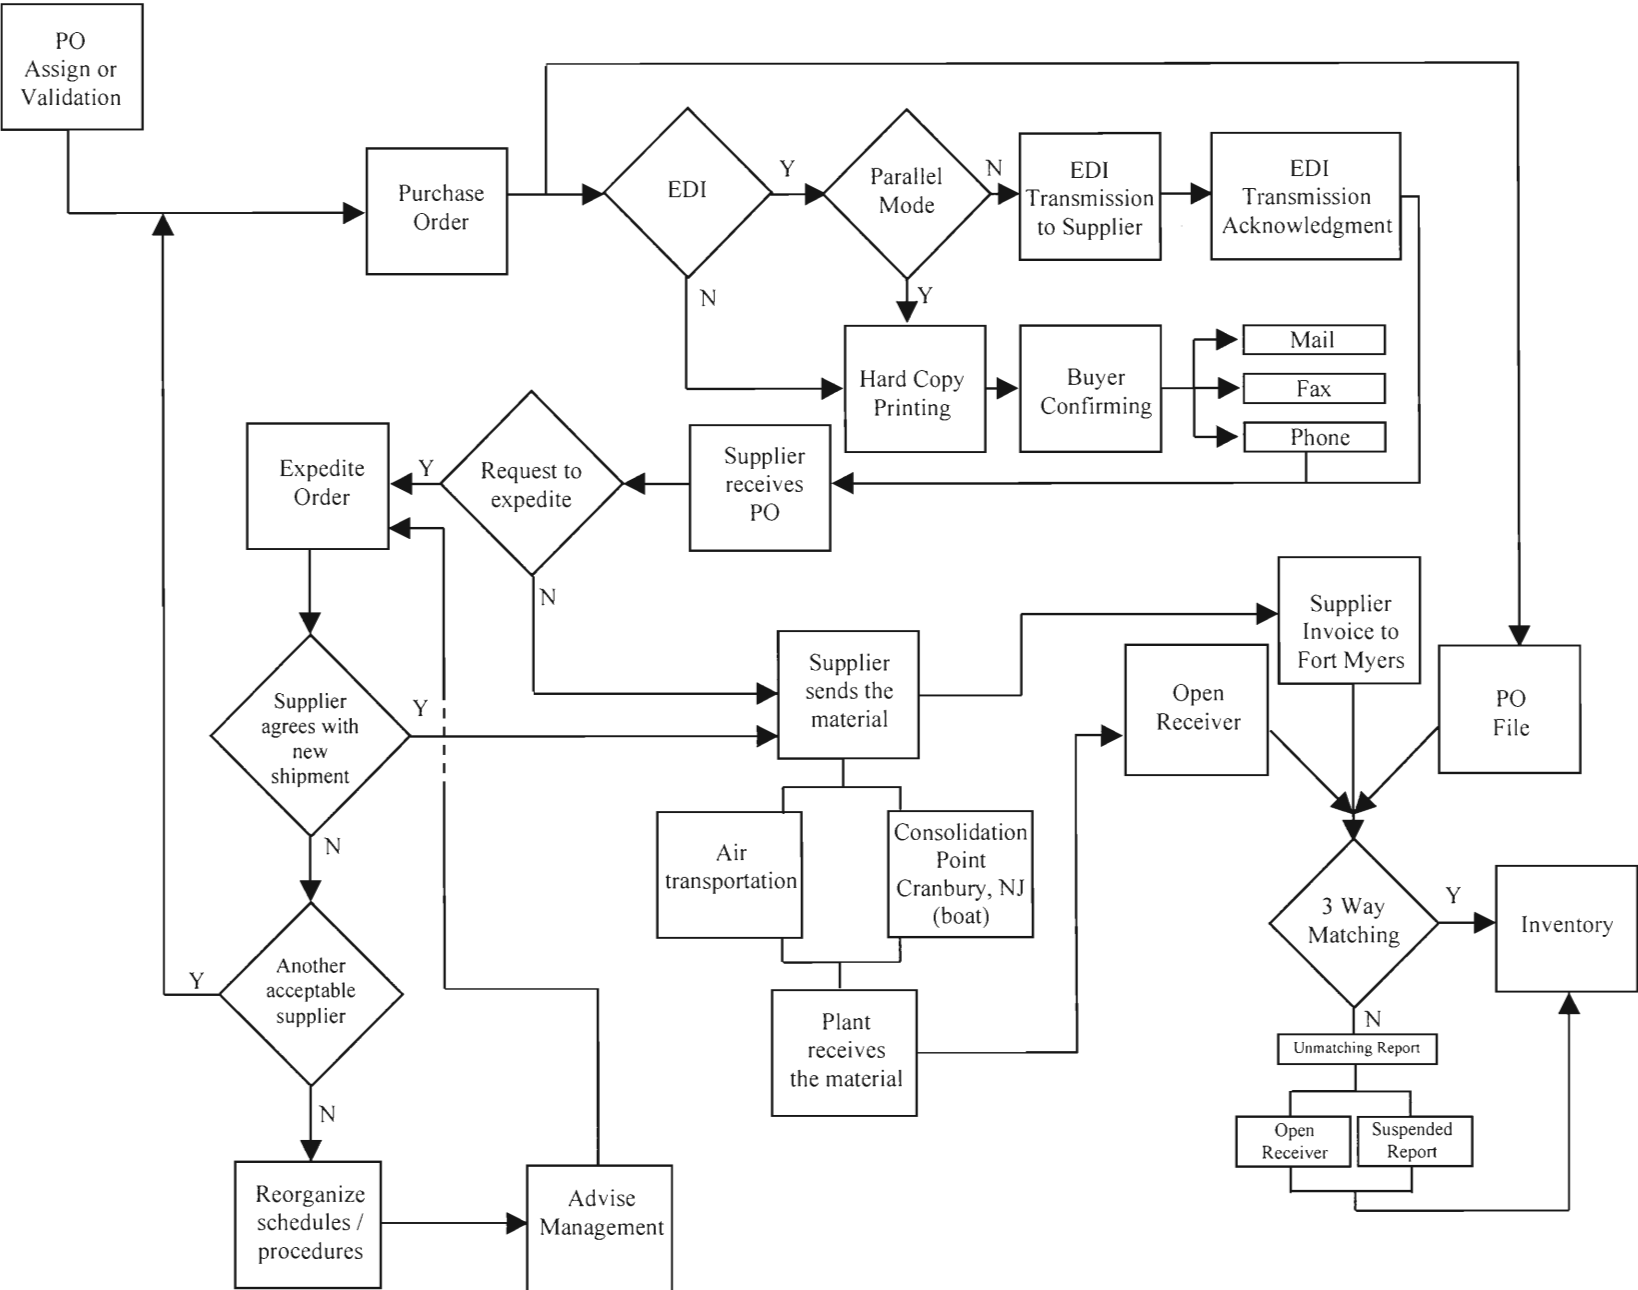 PO
Assign or
Validation
Purchase
Order
EDI
Y
Parallel
Mode
N
EDI
Transmission
to Supplier
EDI
Transmission
Acknowledgment
N
Y
Hard Copy
Printing
Buyer
Confirming
Mail
Fax
Phone
Expedite
Order
Y
Request to
expedite
Supplier
receives
PO
N
Supplier
agrees with
new
shipment
Y
Supplier
sends the
material
Open
Receiver
Supplier
Invoice to
Fort Myers
PO
File
N
Air
transportation
Consolidation
Point
Cranbury, NJ
(boat)
3 Way
Matching
Y
Inventory
Y
Another
acceptable
supplier
Plant
receives
the material
N
Unmatching Report
N
Open
Receiver
Suspended
Report
Reorganize
schedules /
procedures
Advise
Management